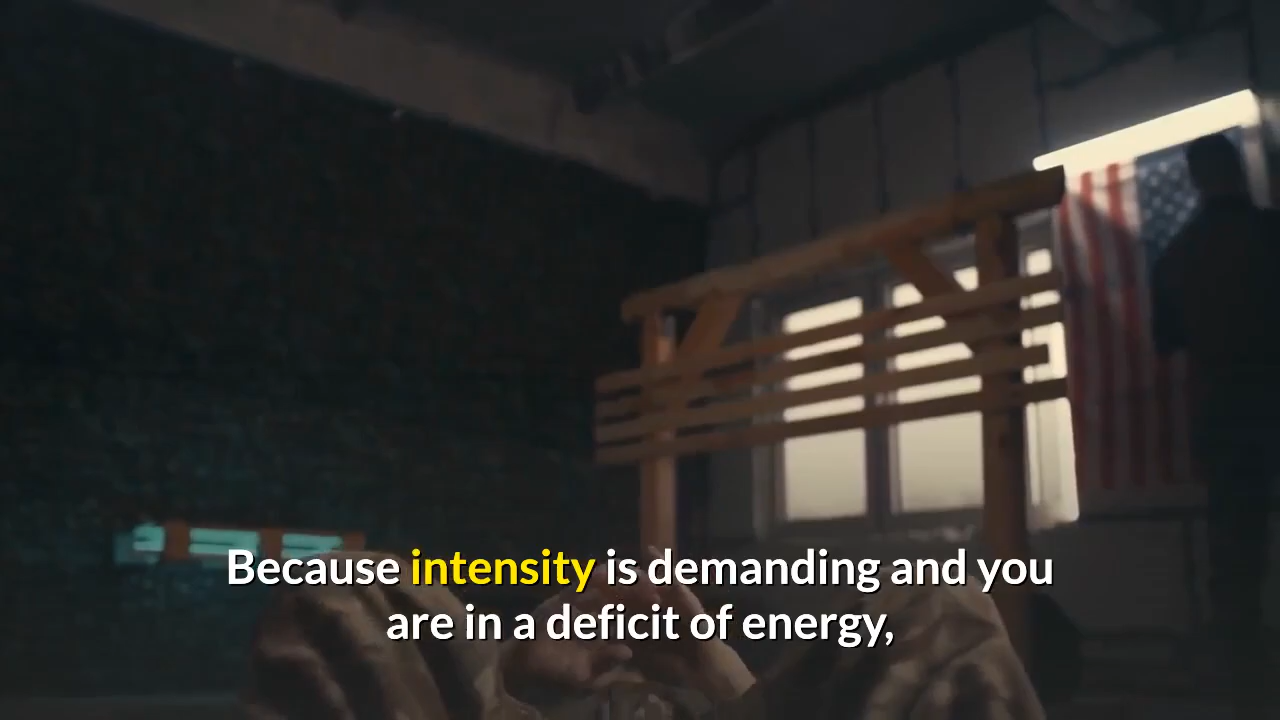 Because intensity is demanding and you
are in a deficit of energy,